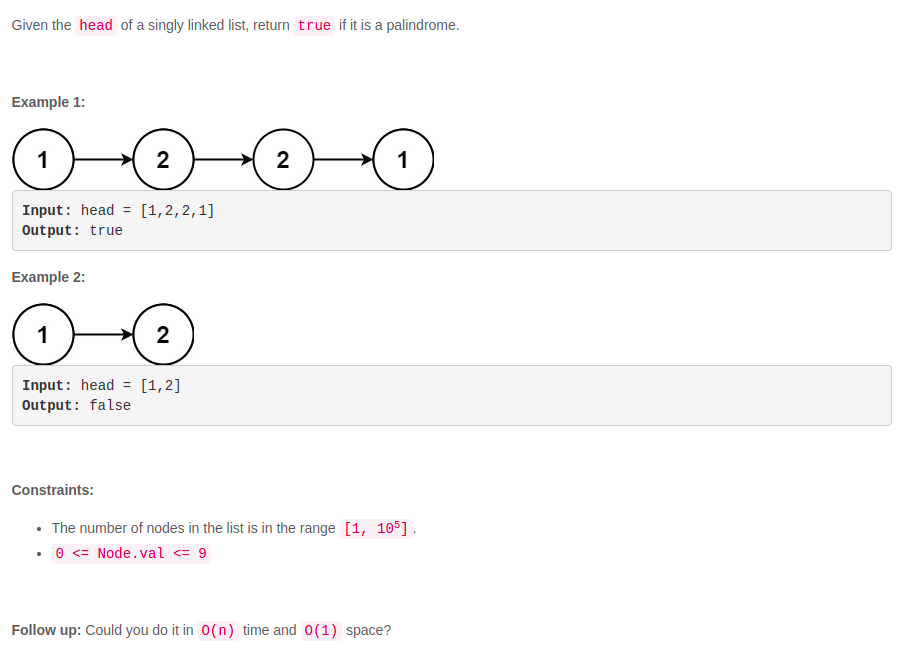 Given the head of a singly linked list, return true if it is a palindrome.
Example 1:
1 2 2 1
Input: head = [1,2,2,1]
Output: true
Example 2:
1 2
Input: head = [1,2]
Output: false
Constraints:
• The number of nodes in the list is in the range [1, 10⁵].
• 0 <= Node.val <= 9
Follow up: Could you do it in O(n) time and O(1) space?